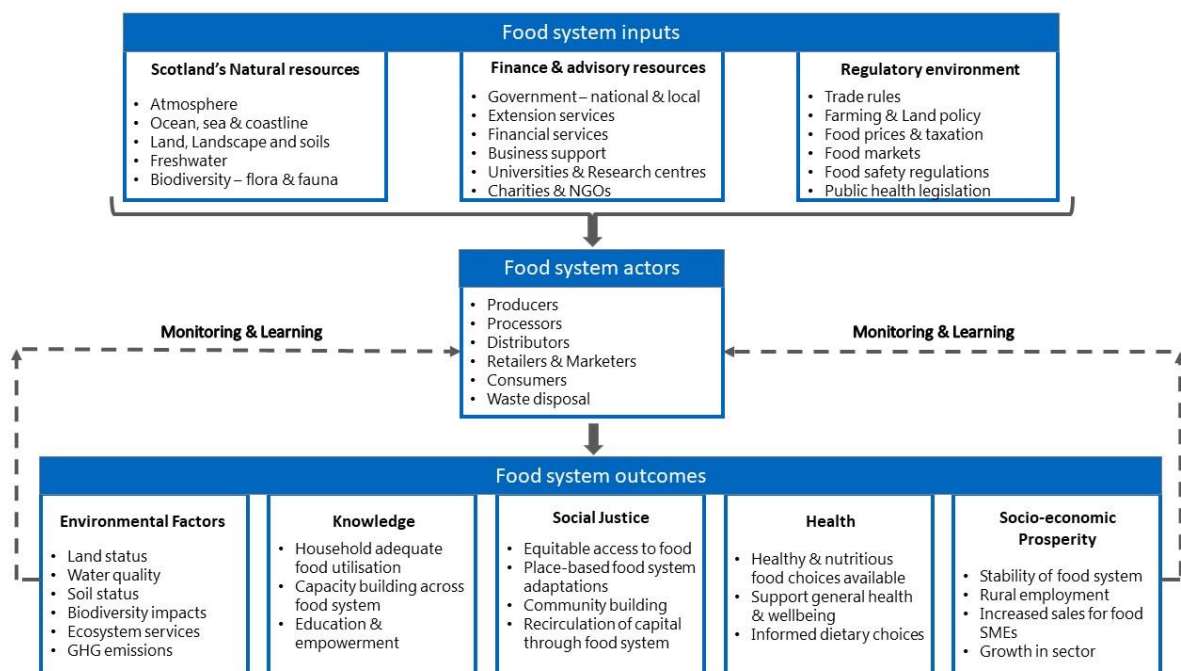 Food system inputs
Scotland's Natural resources
• Atmosphere
• Ocean, sea & coastline
• Land, Landscape and soils
• Freshwater
• Biodiversity – flora & fauna
Finance & advisory resources
• Government – national & local
• Extension services
• Financial services
• Business support
• Universities & Research centres
• Charities & NGOs
Regulatory environment
• Trade rules
• Farming & Land policy
• Food prices & taxation
• Food markets
• Food safety regulations
• Public health legislation
Food system actors
• Producers
• Processors
• Distributors
• Retailers & Marketers
• Consumers
• Waste disposal
Monitoring & Learning
Monitoring & Learning
Food system outcomes
Environmental Factors
• Land status
• Water quality
• Soil status
• Biodiversity impacts
• Ecosystem services
• GHG emissions
Knowledge
• Household adequate
food utilisation
• Capacity building across
food system
• Education &
empowerment
Social Justice
• Equitable access to food
• Place-based food system
adaptations
• Community building
• Recirculation of capital
through food system
Health
• Healthy & nutritious
food choices available
• Support general health
& wellbeing
• Informed dietary choices
Socio-economic
Prosperity
• Stability of food system
• Rural employment
• Increased sales for food
SMEs
• Growth in sector